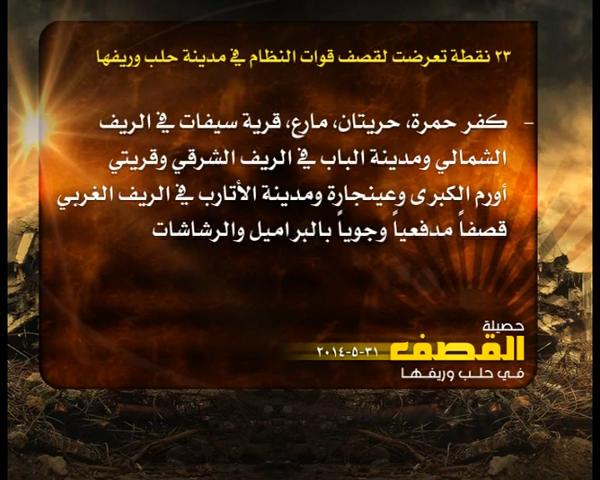 ٢٣ نقطة تعرضت لقصف قوات النظام في مدينة حلب وريفها
- كفر حمرة، حريتان، مارع، قرية سيفات في الريف
الشمالي ومدينة الباب في الريف الشرقي وقريتي
أورم الكبرى وعينجارة ومدينة الأتارب في الريف الغربي
قصفاً مدفعياً وجوياً بالبراميل والرشاشات
حصيلة
القصف
٣١-٥-٢٠١٤
في حلب وريفها